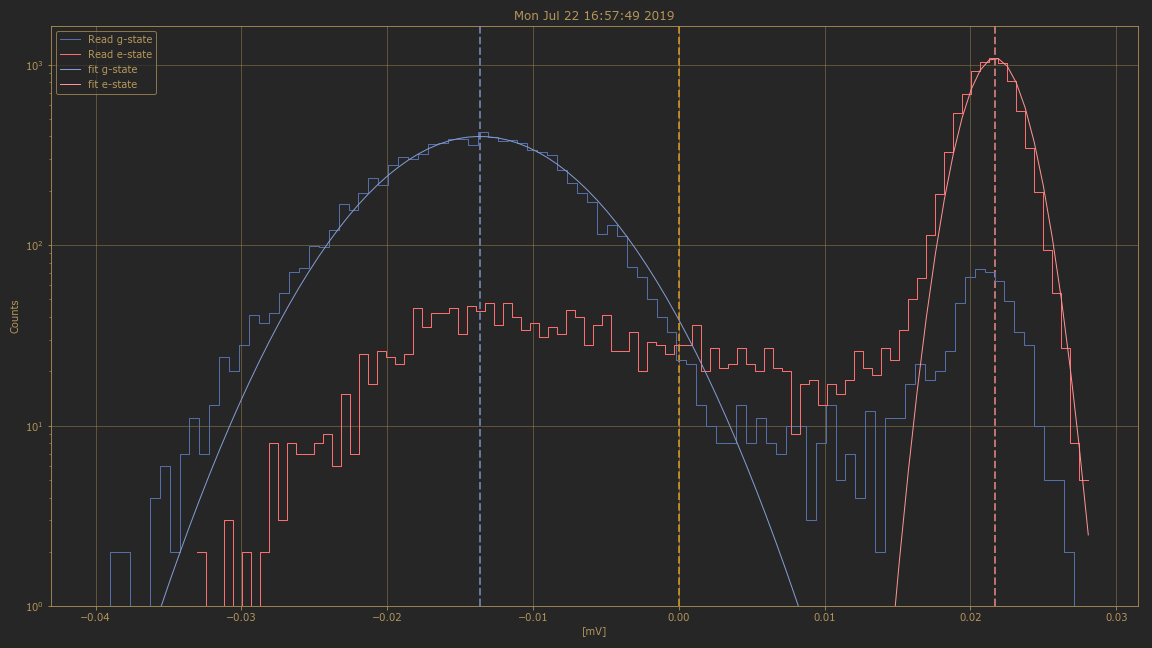 Mon Jul 22 16:57:49 2019
Read g-state
Read e-state
fit g-state
fit e-state
Counts
10³
10²
10¹
10⁰
−0.04 −0.03 −0.02 −0.01 0.00 0.01 0.02 0.03
[mV]